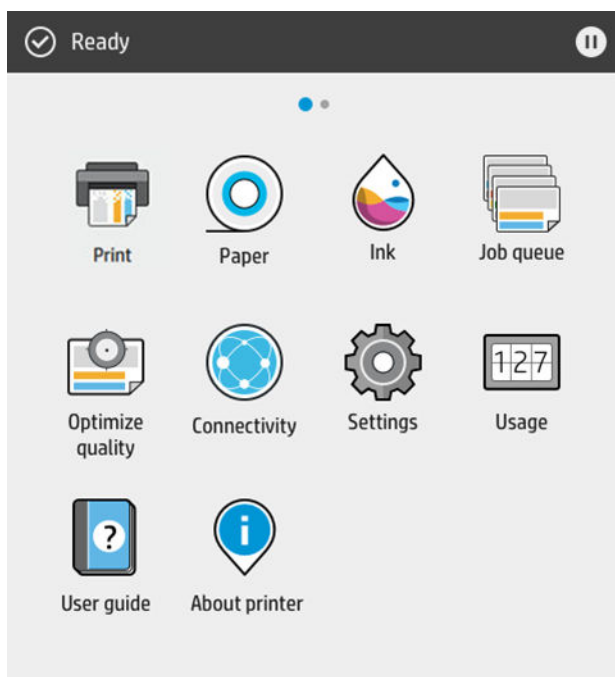 Ready
Print
Paper
Ink
Job queue
Optimize
quality
Connectivity
Settings
127
Usage
?
User guide
i
About printer